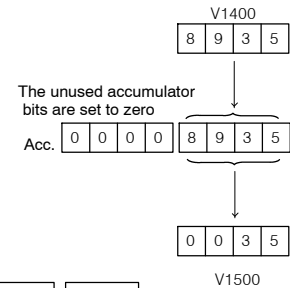 V1400
8 9 3 5
The unused accumulator
bits are set to zero
Acc. 0 0 0 0 8 9 3 5
0 0 3 5
V1500